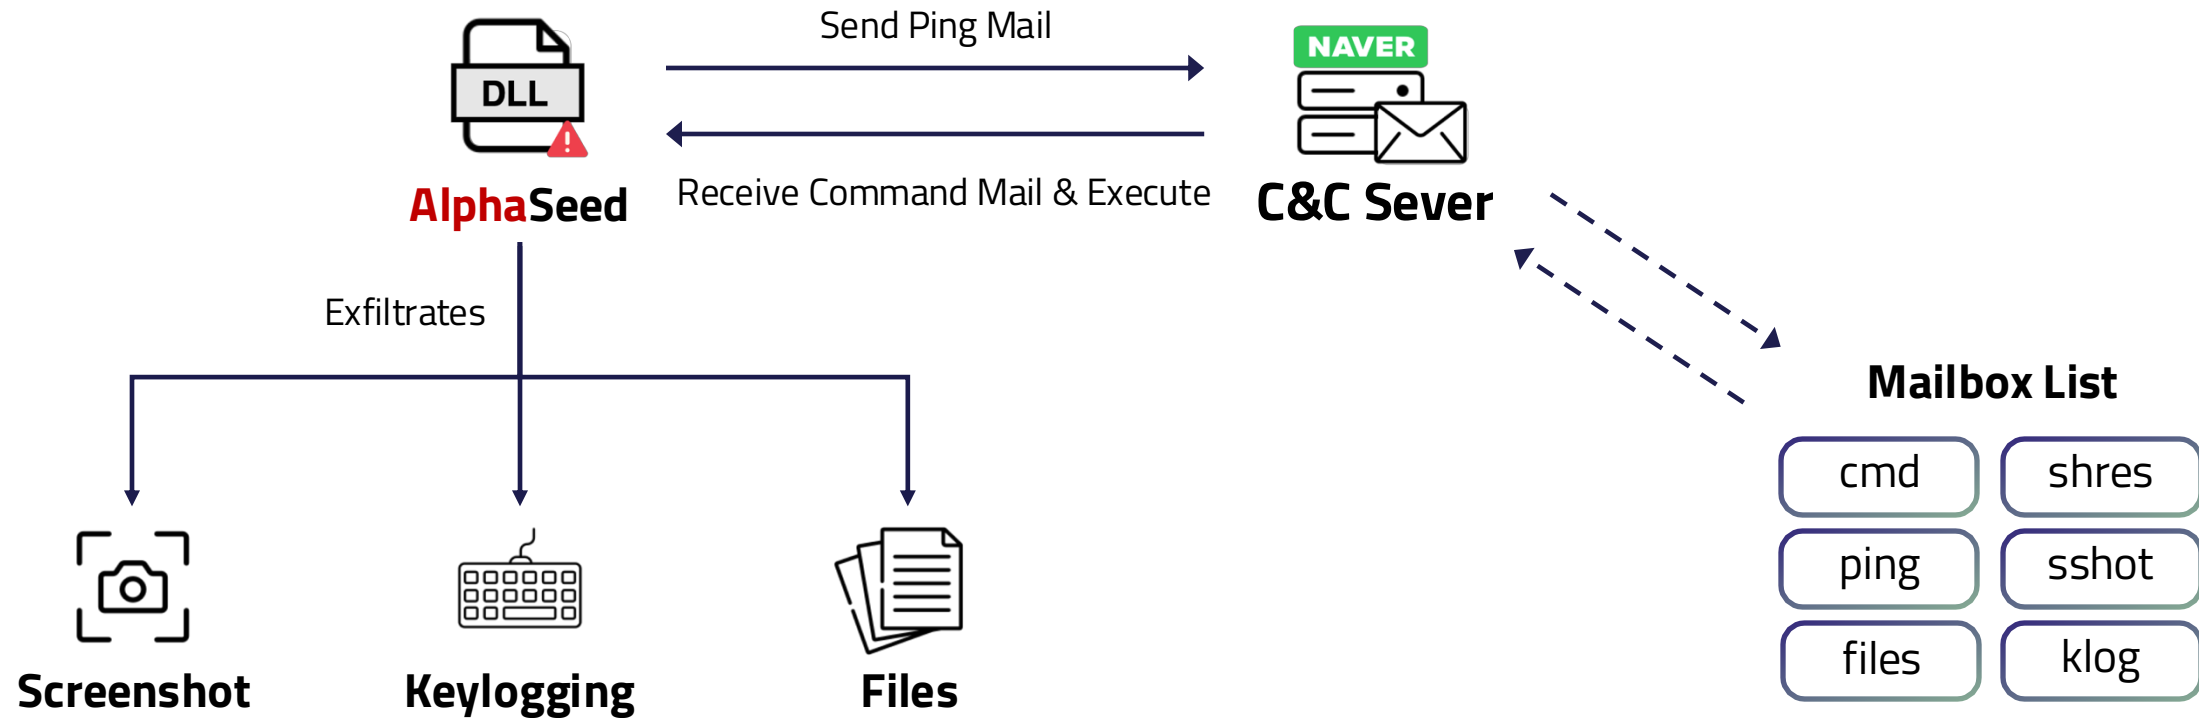 Send Ping Mail
NAVER
DLL
AlphaSeed
Receive Command Mail & Execute
C&C Sever
Exfiltrates
Mailbox List
cmd
shres
ping
sshot
files
klog
Screenshot
Keylogging
Files